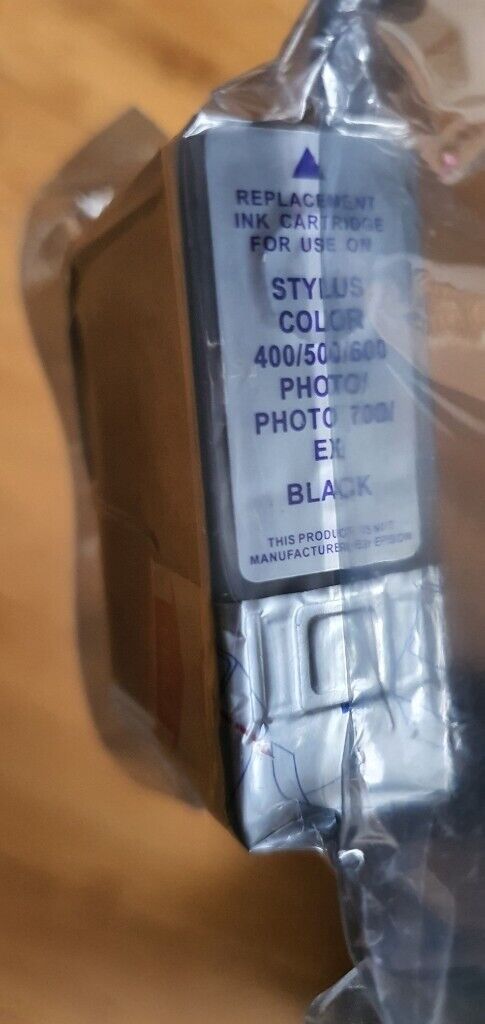 REPLACEMENT
INK CARTRIDGE
FOR USE ON
STYLUS
COLOR
400/500/600
PHOTO/
PHOTO 700/
EX
BLACK
THIS PRODUCT IS NOT
MANUFACTURED BY EPSON